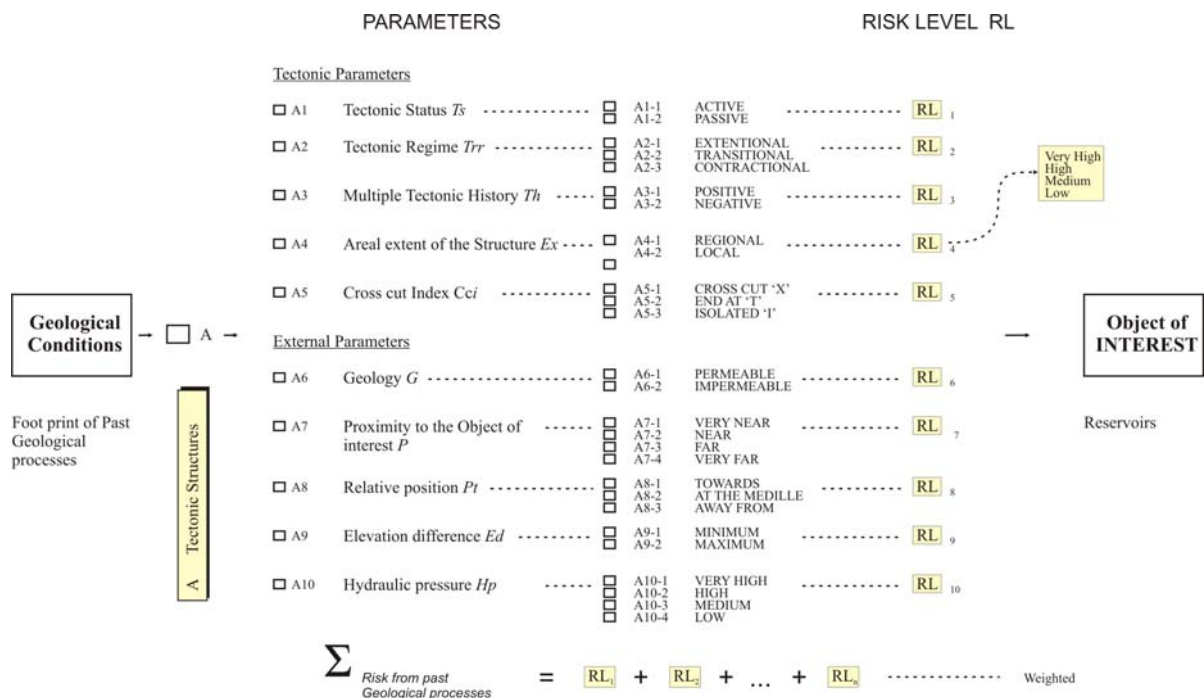 PARAMETERS RISK LEVEL RL
Tectonic Parameters
A1 Tectonic Status Ts A1-1 ACTIVE RL 1
A1-2 PASSIVE
A2 Tectonic Regime Trr A2-1 EXTENTIONAL RL 2
A2-2 TRANSITIONAL
A2-3 CONTRACTIONAL
Very High
High
Medium
Low
A3 Multiple Tectonic History Th A3-1 POSITIVE RL 3
A3-2 NEGATIVE
A4 Areal extent of the Structure Ex A4-1 REGIONAL RL 4
A4-2 LOCAL
A5 Cross cut Index Cci A5-1 CROSS CUT ‘X’ RL 5
A5-2 END AT ‘T’
A5-3 ISOLATED ‘I’
Geological
Conditions
A
Object of
INTEREST
External Parameters
A6 Geology G A6-1 PERMEABLE RL 6
A6-2 IMPERMEABLE
Foot print of Past
Geological
processes
Reservoirs
A Tectonic Structures
A7 Proximity to the Object of A7-1 VERY NEAR RL 7
interest P A7-2 NEAR
A7-3 FAR
A7-4 VERY FAR
A8 Relative position Pt A8-1 TOWARDS RL 8
A8-2 AT THE MEDILLE
A8-3 AWAY FROM
A9 Elevation difference Ed A9-1 MINIMUM RL 9
A9-2 MAXIMUM
A10 Hydraulic pressure Hp A10-1 VERY HIGH RL 10
A10-2 HIGH
A10-3 MEDIUM
A10-4 LOW
Σ Risk from past = RL1 + RL2 + ... + RLn Weighted
Geological processes